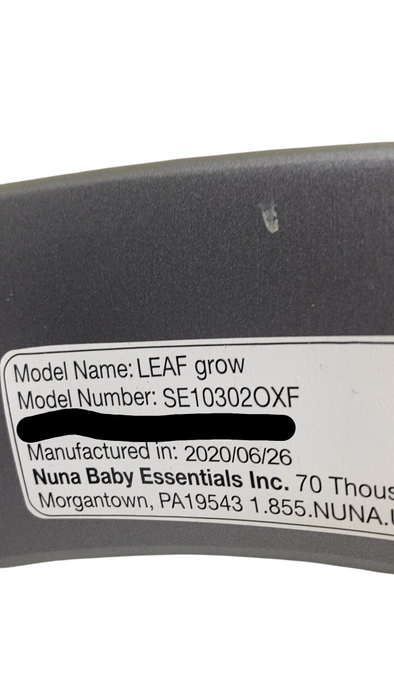 Model Name: LEAF grow
Model Number: SE10302OXF
Manufactured in: 2020/06/26
Nuna Baby Essentials Inc. 70 Thous
Morgantown, PA19543 1.855.NUNA.